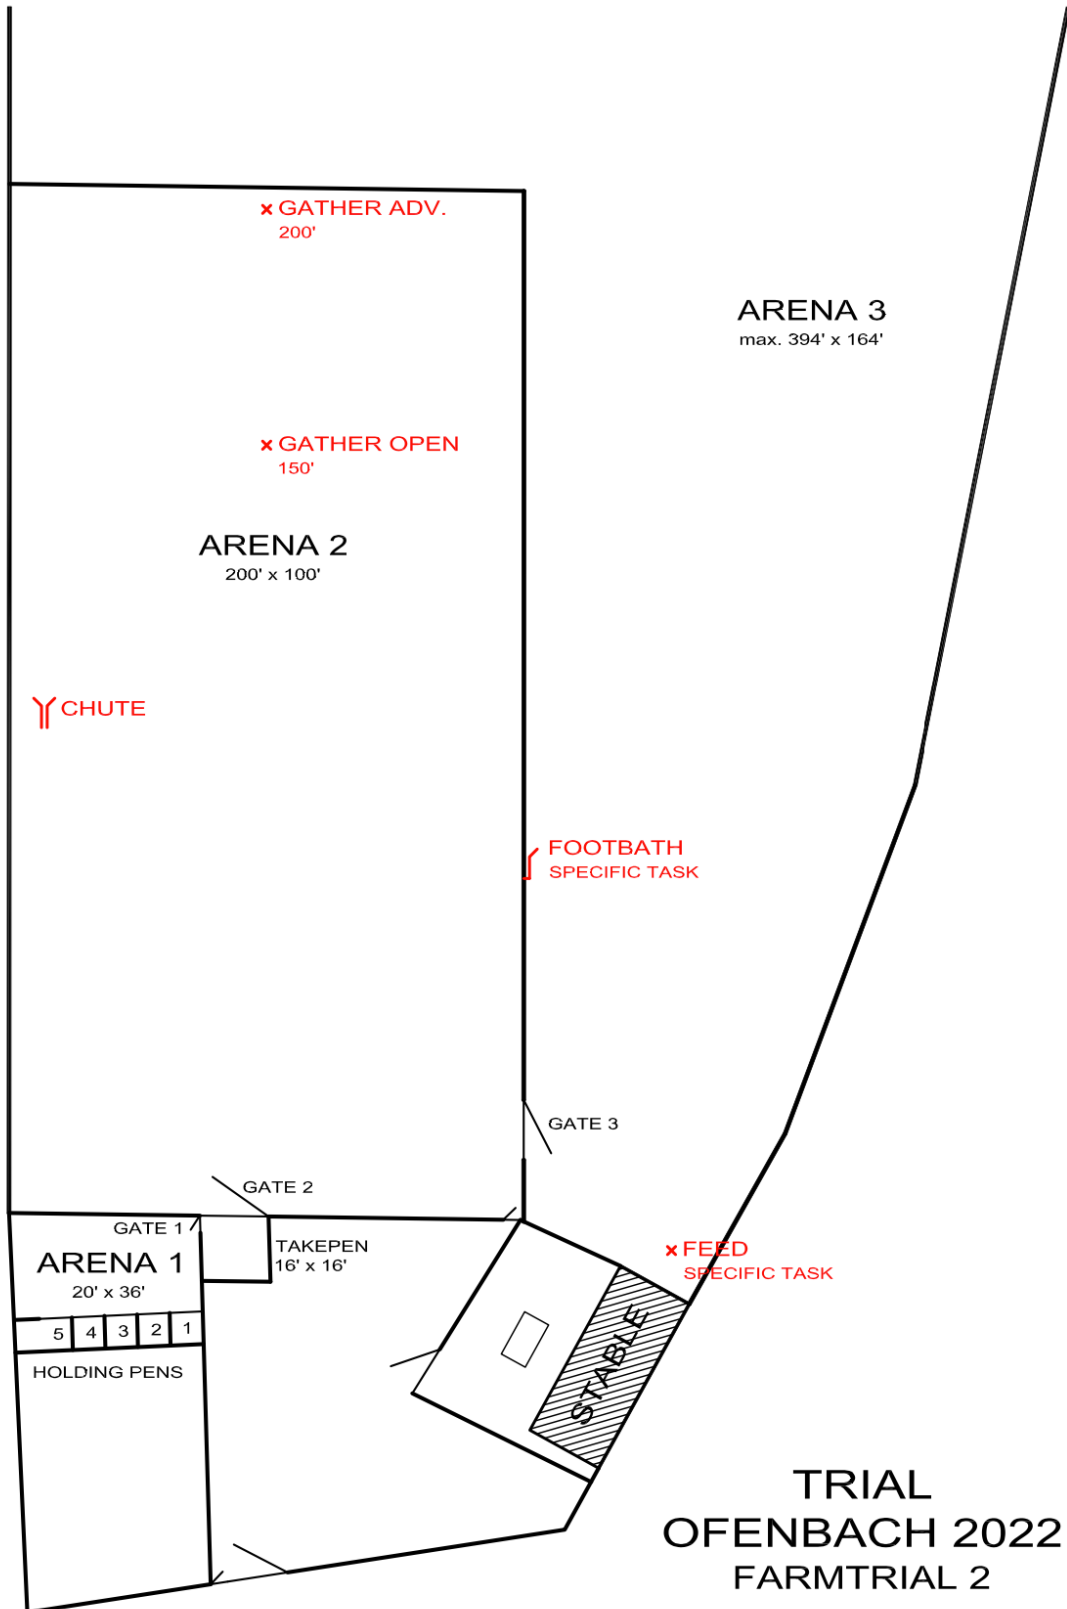 × GATHER ADV.
200'
ARENA 3
max. 394' x 164'
× GATHER OPEN
150'
ARENA 2
200' x 100'
CHUTE
FOOTBATH
SPECIFIC TASK
GATE 3
GATE 2
GATE 1
TAKEPEN
16' x 16'
ARENA 1
20' x 36'
× FEED
SPECIFIC TASK
5 4 3 2 1
HOLDING PENS
STABLE
TRIAL
OFENBACH 2022
FARMTRIAL 2